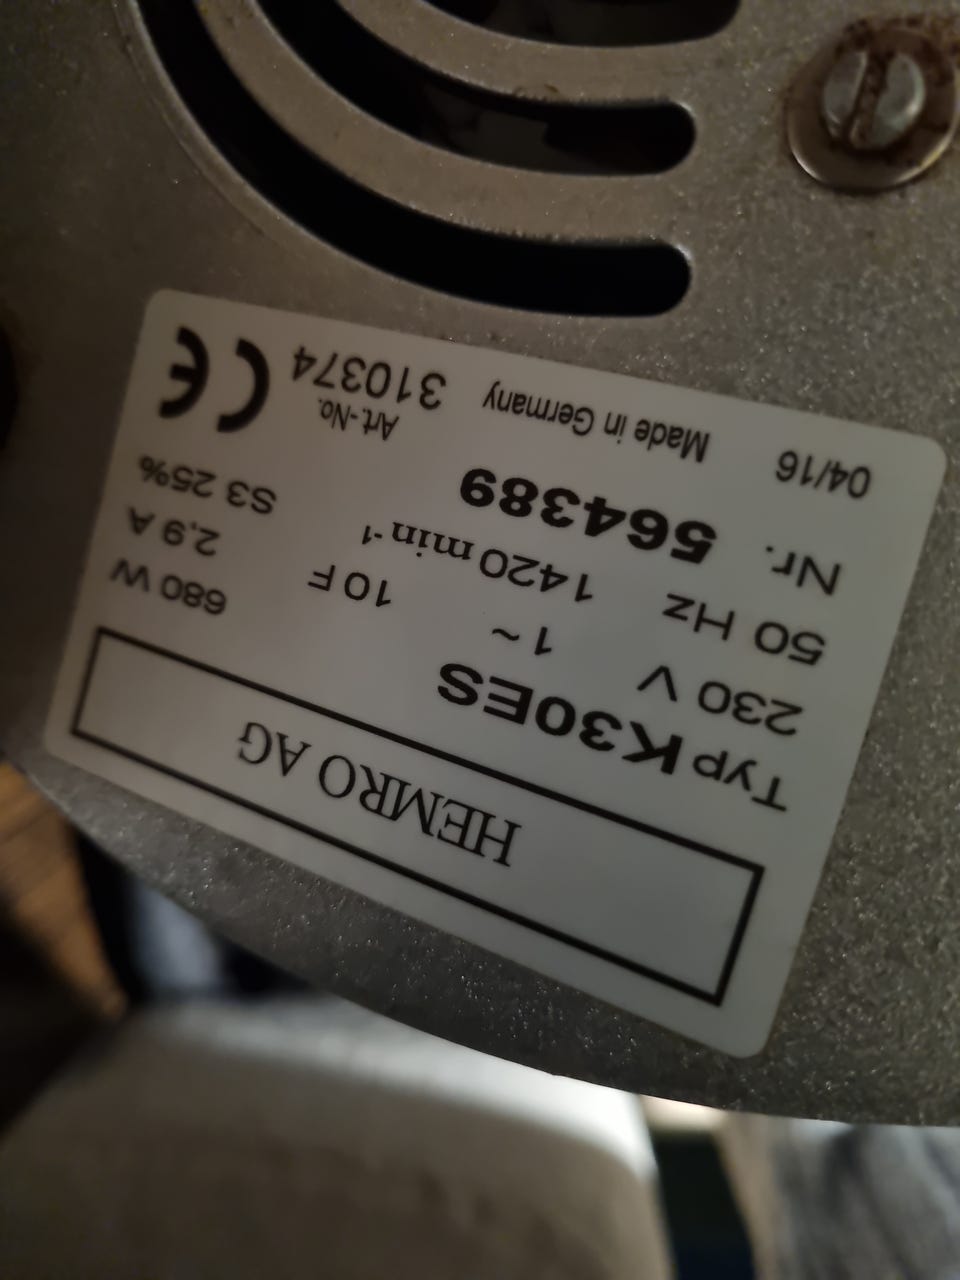 HEMRO AG
Typ K30ES
230 V 1 ~ 10 F 680 W
50 Hz 1420 min⁻¹ 2,9 A
Nr. 564389 S3 25%
04/16 Made in Germany Art.-No. 310374 CE